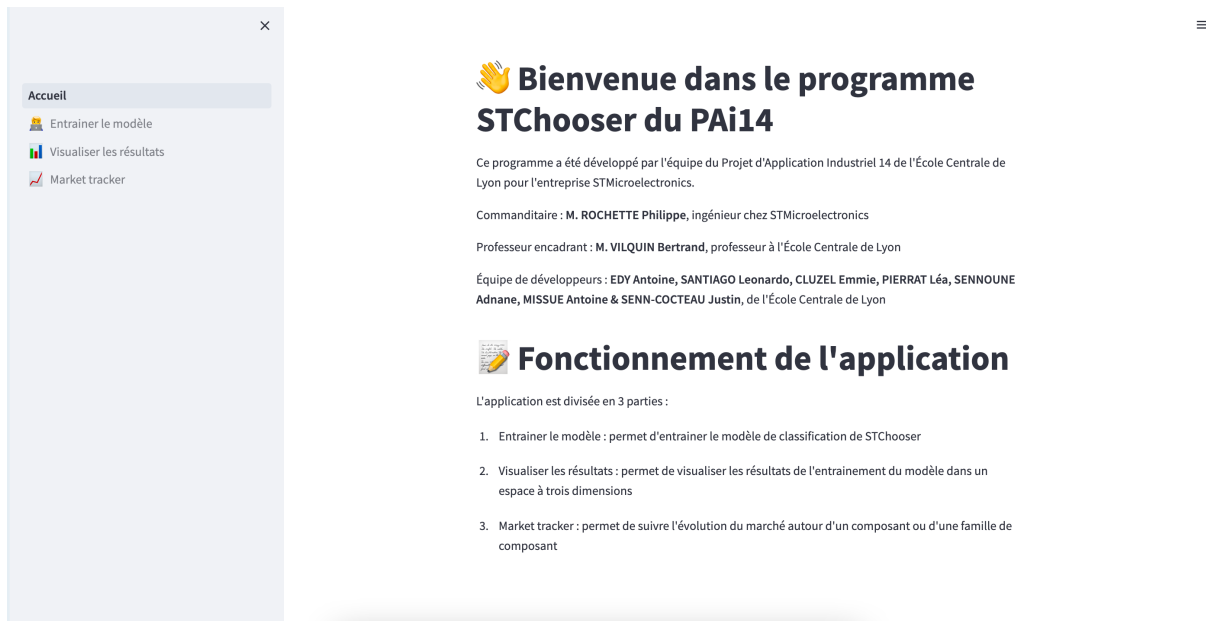 Accueil
Entrainer le modèle
Visualiser les résultats
Market tracker
Bienvenue dans le programme
STChooser du PAi14
Ce programme a été développé par l'équipe du Projet d'Application Industriel 14 de l'École Centrale de
Lyon pour l'entreprise STMicroelectronics.
Commanditaire : M. ROCHETTE Philippe, ingénieur chez STMicroelectronics
Professeur encadrant : M. VILQUIN Bertrand, professeur à l'École Centrale de Lyon
Équipe de développeurs : EDY Antoine, SANTIAGO Leonardo, CLUZEL Emmie, PIERRAT Léa, SENNOUNE
Adnane, MISSUE Antoine & SENN-COCTEAU Justin, de l'École Centrale de Lyon
Fonctionnement de l'application
L'application est divisée en 3 parties :
1. Entrainer le modèle : permet d'entrainer le modèle de classification de STChooser
2. Visualiser les résultats : permet de visualiser les résultats de l'entrainement du modèle dans un
espace à trois dimensions
3. Market tracker : permet de suivre l'évolution du marché autour d'un composant ou d'une famille de
composant